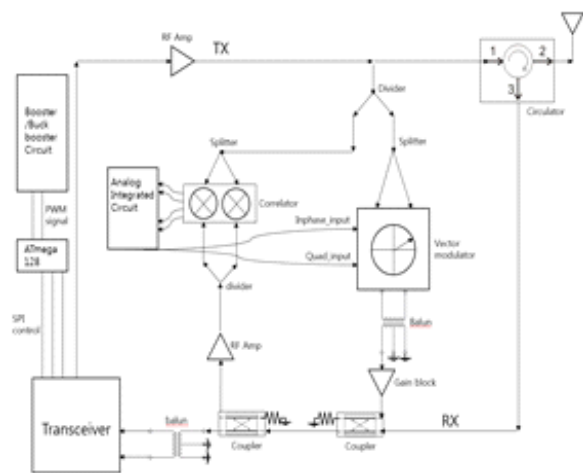 RF Amp
TX
1
2
3
Circulator
Divider
Booster
/Buck
booster
Circuit
Splitter
Splitter
Analog
Integrated
Circuit
Correlator
Inphase_input
Quad_input
Vector
modulator
PWM
signal
ATmega
128
divider
SPI
control
RF Amp
Balun
Gain block
Transceiver
balun
Coupler
Coupler
RX